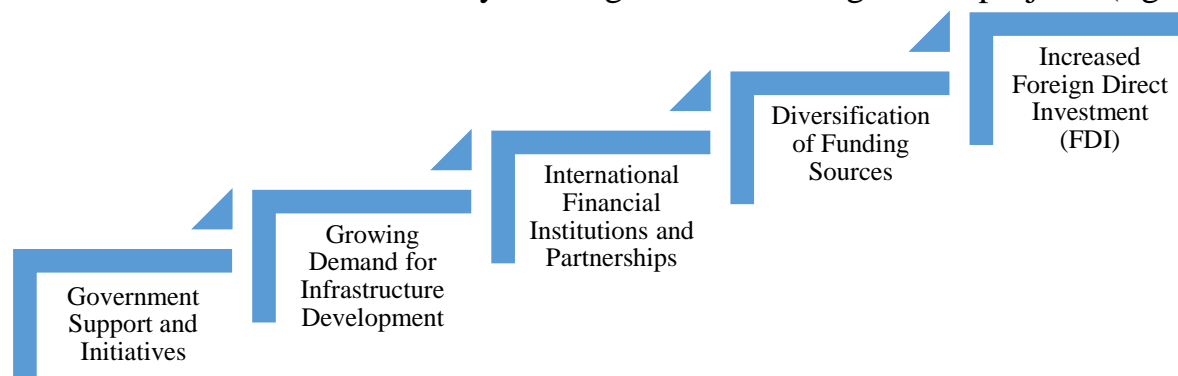 Government
Support and
Initiatives
Growing
Demand for
Infrastructure
Development
International
Financial
Institutions and
Partnerships
Diversification
of Funding
Sources
Increased
Foreign Direct
Investment
(FDI)